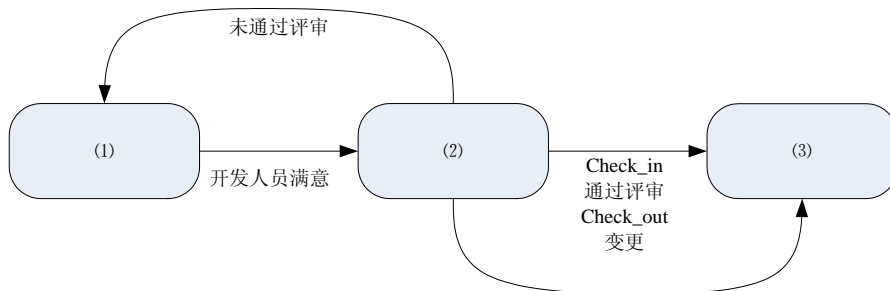 未通过评审
(1)
(2)
(3)
开发人员满意
Check_in
通过评审
Check_out
变更